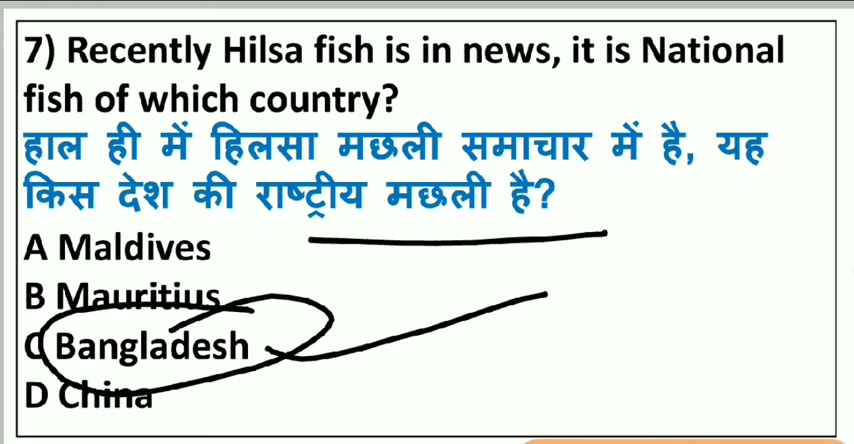 7) Recently Hilsa fish is in news, it is National
fish of which country?
हाल ही में हिलसा मछली समाचार में है, यह
किस देश की राष्ट्रीय मछली है?
A Maldives
B Mauritius
C Bangladesh
D China